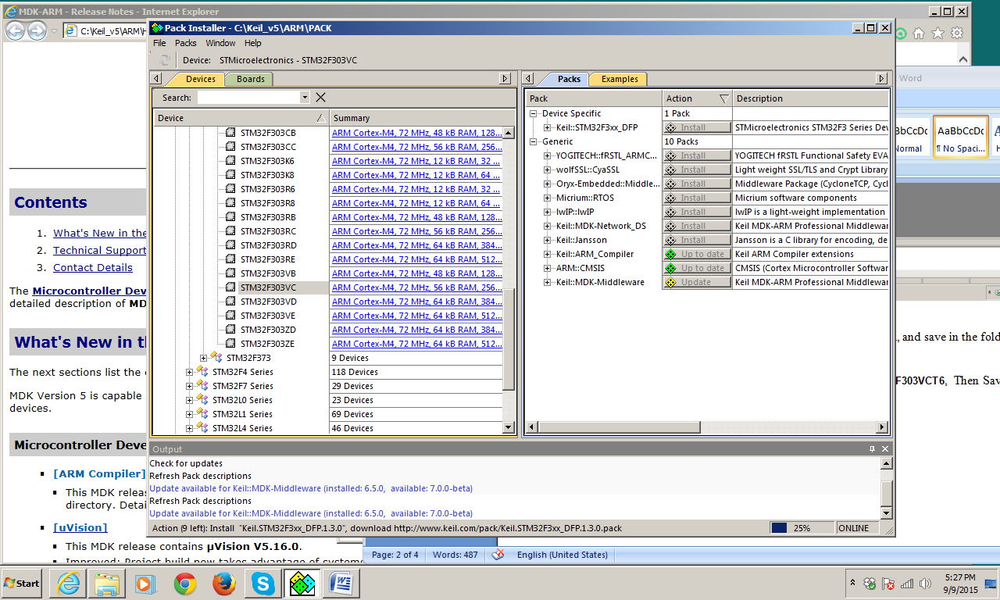 MDK-ARM - Release Notes - Internet Explorer
C:\Keil_v5\ARM\H
Contents
1. What's New in the
2. Technical Support
3. Contact Details
The Microcontroller Dev
detailed description of MD
What's New in t
The next sections list the
MDK Version 5 is capable
devices.
Microcontroller Deve
[ARM Compiler]
This MDK releas
directory. Detai
[uVision]
This MDK release contains µVision V5.16.0.
Improved: Project build now takes advantage of system
Pack Installer - C:\Keil_v5\ARM\PACK
File Packs Window Help
Device: STMicroelectronics - STM32F303VC
Devices Boards
Search:
Device Summary
STM32F303CB ARM Cortex-M4, 72 MHz, 48 kB RAM, 128...
STM32F303CC ARM Cortex-M4, 72 MHz, 56 kB RAM, 256...
STM32F303K6 ARM Cortex-M4, 72 MHz, 12 kB RAM, 32 ...
STM32F303K8 ARM Cortex-M4, 72 MHz, 12 kB RAM, 64 ...
STM32F303R6 ARM Cortex-M4, 72 MHz, 12 kB RAM, 32 ...
STM32F303R8 ARM Cortex-M4, 72 MHz, 12 kB RAM, 64 ...
STM32F303RB ARM Cortex-M4, 72 MHz, 48 kB RAM, 128...
STM32F303RC ARM Cortex-M4, 72 MHz, 56 kB RAM, 256...
STM32F303RD ARM Cortex-M4, 72 MHz, 64 kB RAM, 384...
STM32F303RE ARM Cortex-M4, 72 MHz, 64 kB RAM, 512...
STM32F303VB ARM Cortex-M4, 72 MHz, 48 kB RAM, 128...
STM32F303VC ARM Cortex-M4, 72 MHz, 56 kB RAM, 256...
STM32F303VD ARM Cortex-M4, 72 MHz, 64 kB RAM, 384...
STM32F303VE ARM Cortex-M4, 72 MHz, 64 kB RAM, 512...
STM32F303ZD ARM Cortex-M4, 72 MHz, 64 kB RAM, 384...
STM32F303ZE ARM Cortex-M4, 72 MHz, 64 kB RAM, 512...
STM32F373 9 Devices
STM32F4 Series 118 Devices
STM32F7 Series 29 Devices
STM32L0 Series 23 Devices
STM32L1 Series 69 Devices
STM32L4 Series 46 Devices
Packs Examples
Pack Action Description
Device Specific 1 Pack
Keil::STM32F3xx_DFP Install STMicroelectronics STM32F3 Series Dev
Generic 10 Packs
YOGITECH::fRSTL_ARMC... Install YOGITECH fRSTL Functional Safety EVA
wolfSSL::CyaSSL Install Light weight SSL/TLS and Crypt Library
Oryx-Embedded::Middle... Install Middleware Package (CycloneTCP, Cycl
Micrium::RTOS Install Micrium software components
lwIP::lwIP Install lwIP is a light-weight implementation
Keil::MDK-Network_DS Install Keil MDK-ARM Professional Middlewar
Keil::Jansson Install Jansson is a C library for encoding, de
Keil::ARM_Compiler Up to date Keil ARM Compiler extensions
ARM::CMSIS Up to date CMSIS (Cortex Microcontroller Softwar
Keil::MDK-Middleware Update Keil MDK-ARM Professional Middlewar
Output
Check for updates
Refresh Pack descriptions
Update available for Keil::MDK-Middleware (installed: 6.5.0, available: 7.0.0-beta)
Refresh Pack descriptions
Update available for Keil::MDK-Middleware (installed: 6.5.0, available: 7.0.0-beta)
Action (9 left): Install "Keil.STM32F3xx_DFP.1.3.0", download http://www.keil.com/pack/Keil.STM32F3xx_DFP.1.3.0.pack 25% ONLINE
Word
bCcDc AaBbCcDc A
ormal ¶ No Spaci... H
, and save in the fold
F303VCT6, Then Sav
Page: 2 of 4 Words: 487 English (United States)
Start
5:27 PM
9/9/2015